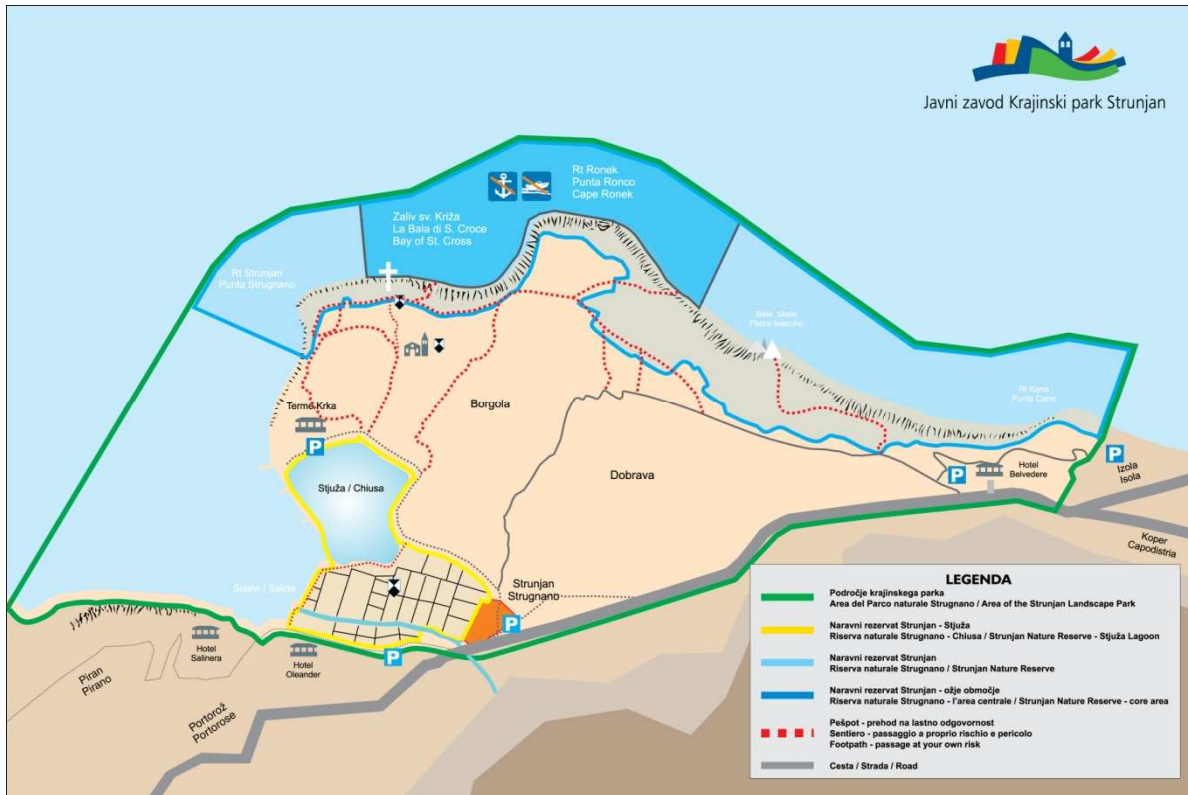 Javni zavod Krajinski park Strunjan
Rt Ronek
Punta Ronco
Cape Ronek
Zaliv sv. Križa
La Baia di S. Croce
Bay of St. Cross
Rt Strunjan
Punta Strugnano
Bele skale
Pietre bianche
Rt Kane
Punta Cane
Terme Krka
Borgola
P
Stjuža / Chiusa
Dobrava
P
Hotel
Belvedere
P
Izola
Isola
Koper
Capodistria
Soline / Saline
Strunjan
Strugnano
P
P
Hotel
Salinera
Hotel
Oleander
Piran
Pirano
Portorož
Portorose
LEGENDA
Področje krajinskega parka
Area del Parco naturale Strugnano / Area of the Strunjan Landscape Park
Naravni rezervat Strunjan - Stjuža
Riserva naturale Strugnano - Chiusa / Strunjan Nature Reserve - Stjuža Lagoon
Naravni rezervat Strunjan
Riserva naturale Strugnano / Strunjan Nature Reserve
Naravni rezervat Strunjan - ožje območje
Riserva naturale Strugnano - l'area centrale / Strunjan Nature Reserve - core area
Pešpot - prehod na lastno odgovornost
Sentiero - passaggio a proprio rischio e pericolo
Footpath - passage at your own risk
Cesta / Strada / Road